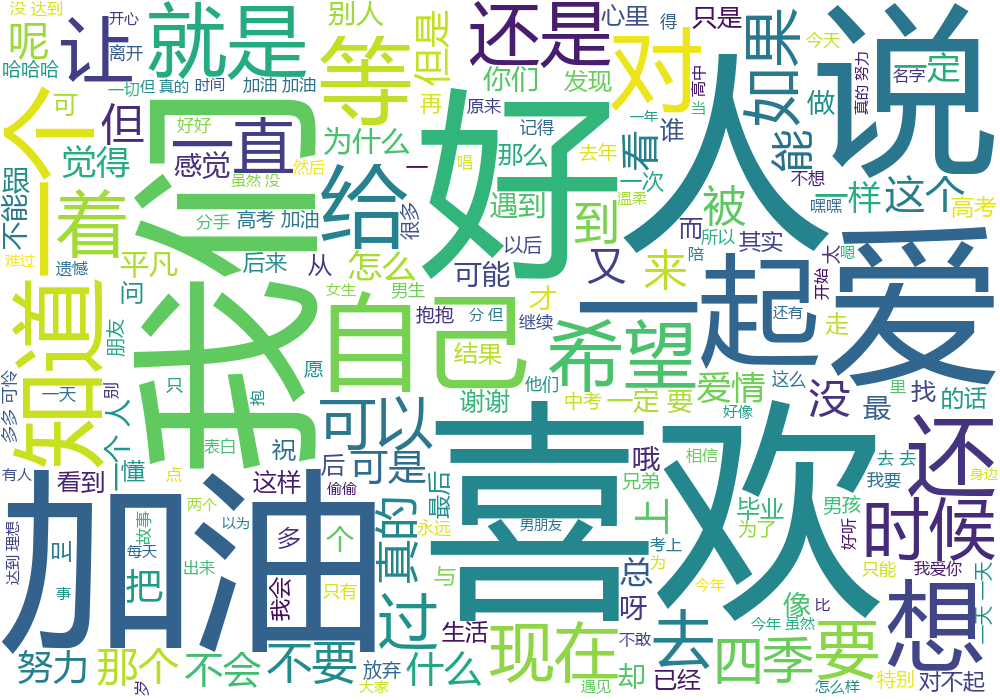 没 达到
开心
别人
心里
得
只是
今天
呢
让
就是
等
但是
还是
对
如果
说
哈哈哈
离开
你们
发现
一定
一切
但 真的
时间
加油 加油
再
原来
高中
名字
真的 努力
可
但
好好
一直
为什么
记得
一年
看
谁
能
做
当
一个
觉得
感觉
然后
我们
一
唱
那么
去年
好
人
不能跟
着
虽然 没
给
温柔
一次
不想
嘿嘿
一样
这个
高考
分手
高考 加油
很多
遇到
到
被
而
所以
陪
其实
以后
难过
遗憾
平凡
后来
从
怎么
可能
又
来
太
嗯
问
女生
男生
才
一起
开始
爱
知道
自己
抱抱
分 但
继续
希望
还有
走
朋友
结果
只
愿
多多 可怜
一天
别
抱
他们
谢谢
中考
一定 要
爱情
这么
里
没
最
找
的话
个 人
可以
好像
喜欢
还
表白
祝
有人
看到
懂
点
这样
后
可是
哦
相信
去 去
我要
身边
偷偷
最后
兄弟
加油
两个
真的
永远
男朋友
上
毕业
男孩
时候
达到 理想
叫
故事
以为
多
个
考上
为了
好听
每天
事
把
出来
我会
只有
过
与
总
为
今年
只能
我爱你
想
一天 一天
呀
像
比
生活
不敢
去
今年 虽然
努力
那个
不会
不要
放弃
什么
现在
却
已经
四季
要
特别
对不起
岁
大家
遇见
怎么样